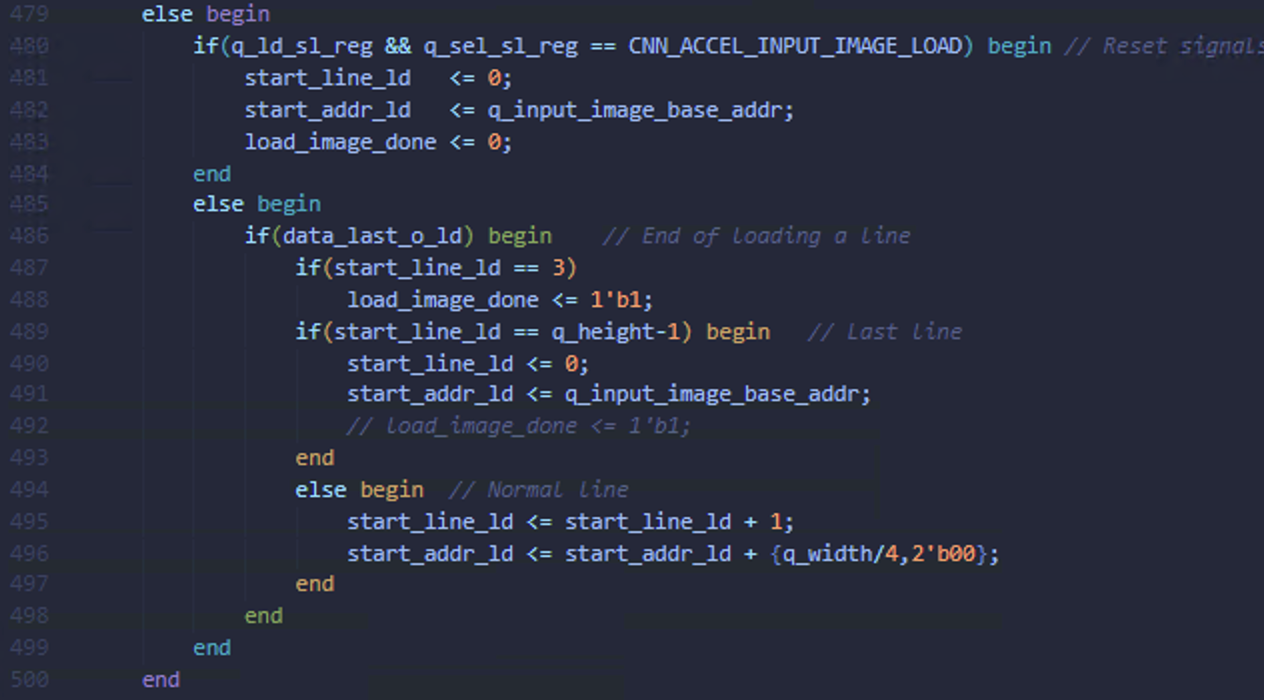 479 else begin
480 if(q_ld_sl_reg && q_sel_sl_reg == CNN_ACCEL_INPUT_IMAGE_LOAD) begin // Reset signals
481 start_line_ld <= 0;
482 start_addr_ld <= q_input_image_base_addr;
483 load_image_done <= 0;
484 end
485 else begin
486 if(data_last_o_ld) begin // End of loading a line
487 if(start_line_ld == 3)
488 load_image_done <= 1'b1;
489 if(start_line_ld == q_height-1) begin // Last line
490 start_line_ld <= 0;
491 start_addr_ld <= q_input_image_base_addr;
492 // load_image_done <= 1'b1;
493 end
494 else begin // Normal line
495 start_line_ld <= start_line_ld + 1;
496 start_addr_ld <= start_addr_ld + {q_width/4,2'b00};
497 end
498 end
499 end
500 end